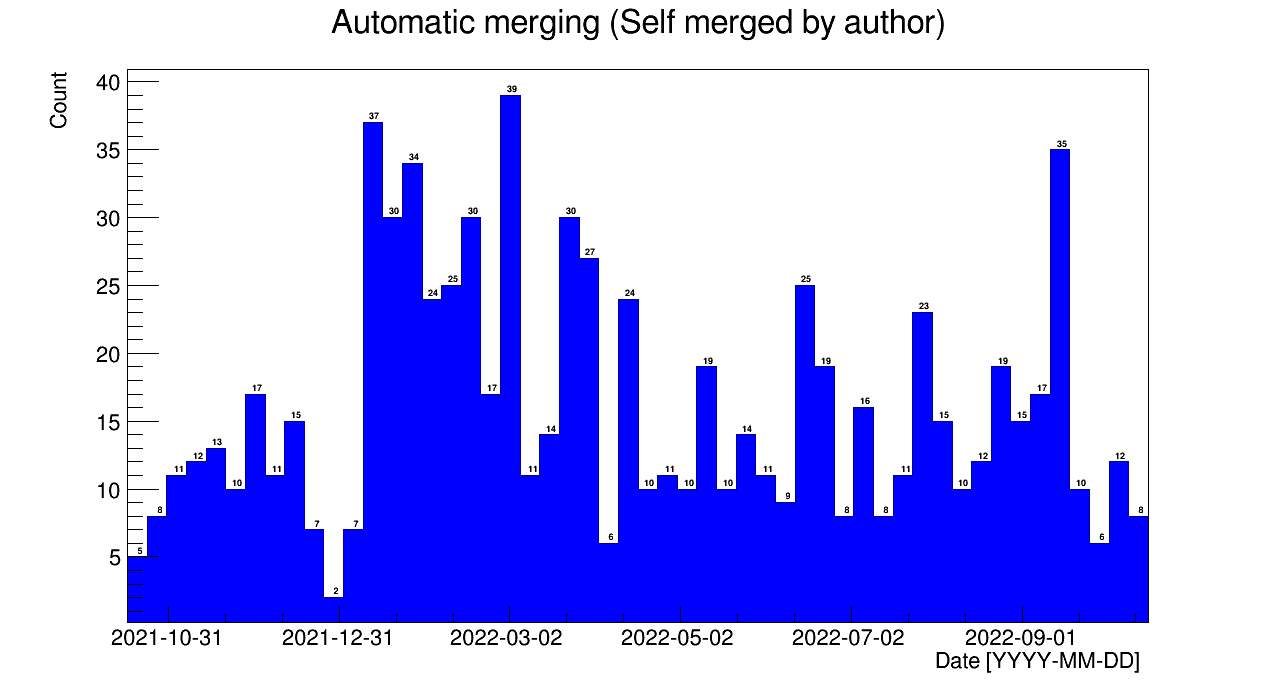 Automatic merging (Self merged by author)
Count
40
35
30
25
20
15
10
5
5 8 11 12 13 10 17 11 15 7 2 7 37 30 34 24 25 30 17 39 11 14 30 27 6 24 10 11 10 19 10 14 11 9 25 19 8 16 8 11 23 15 10 12 19 15 17 35 10 6 12 8
2021-10-31 2021-12-31 2022-03-02 2022-05-02 2022-07-02 2022-09-01
Date [YYYY-MM-DD]